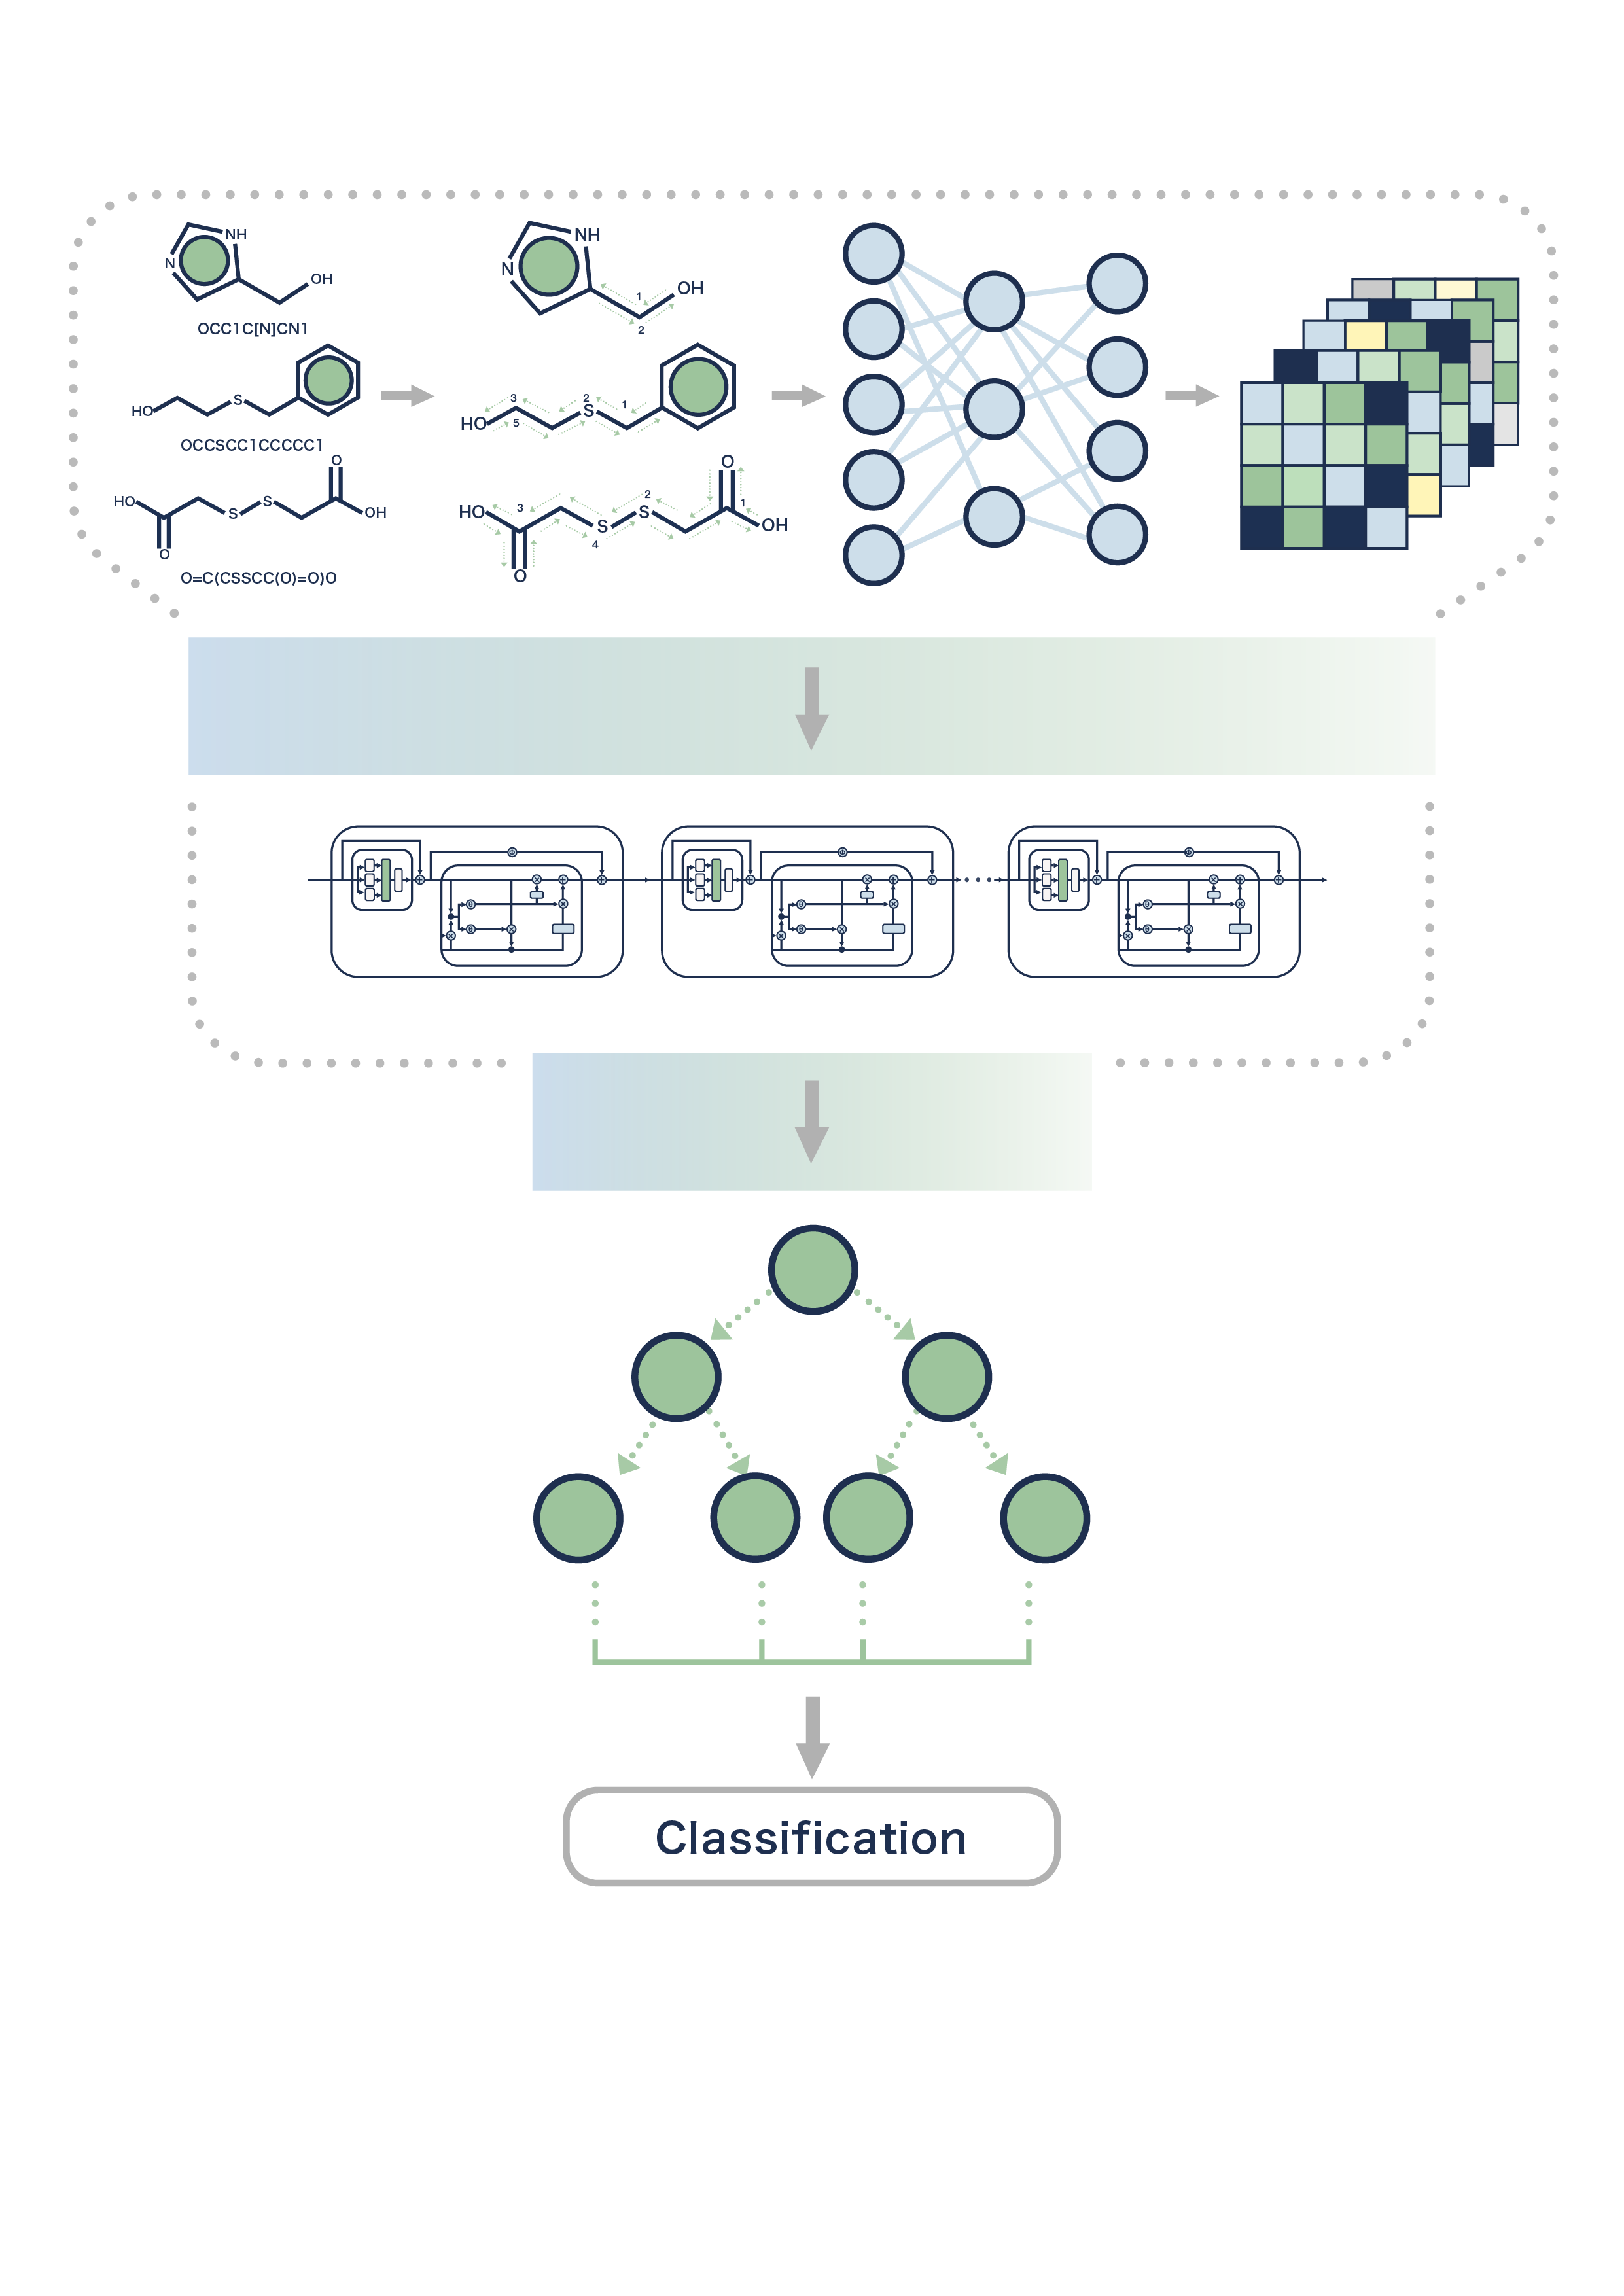 NH
N
OH
OCC1C[N]CN1
HO
S
OCCSCC1CCCCC1
O
HO
S
S
OH
O
O=C(CSSCC(O)=O)O
NH
N
1
OH
2
3
2
1
HO
5
S
O
2
1
HO
3
S
S
OH
4
O
Classification